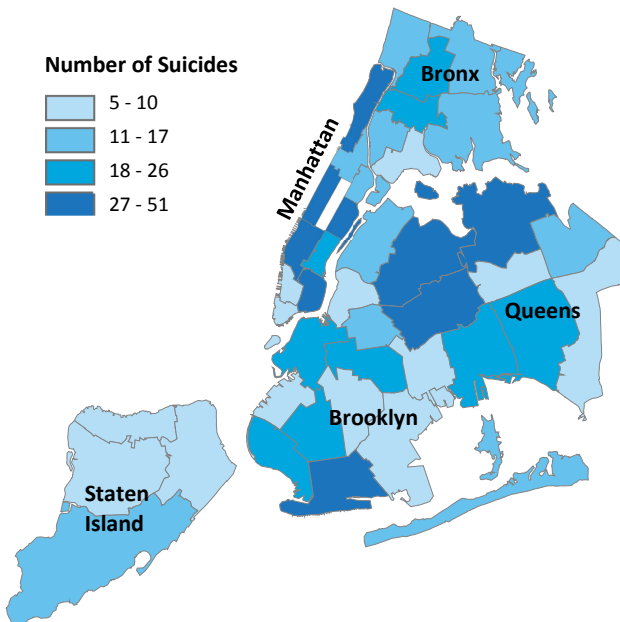 Number of Suicides
5 - 10
11 - 17
18 - 26
27 - 51
Bronx
Manhattan
Queens
Brooklyn
Staten
Island